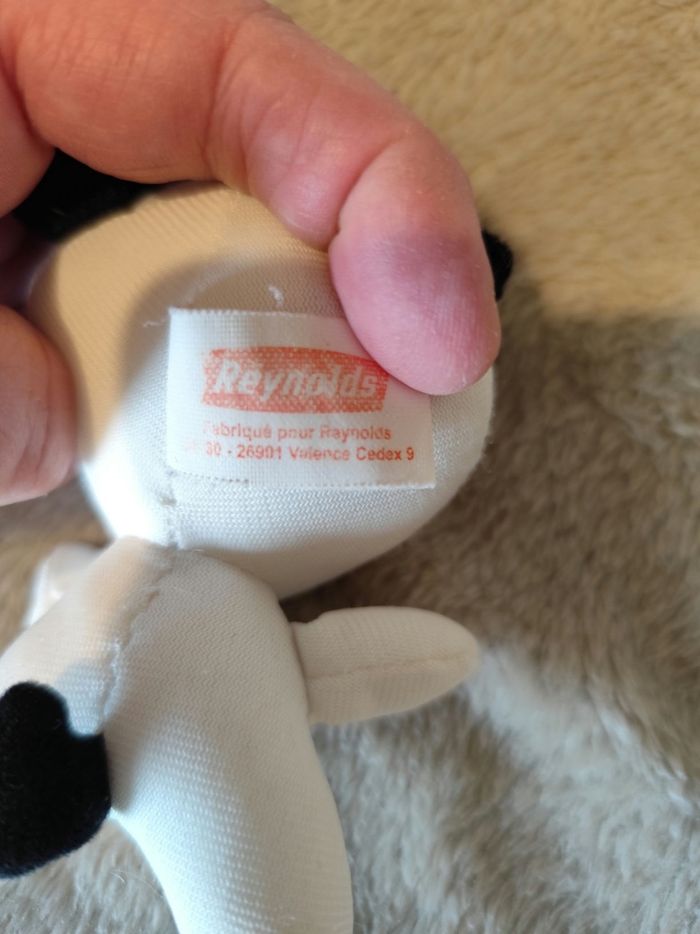 Reynolds
Fabriqué pour Reynolds
30 - 26901 Valence Cedex 9